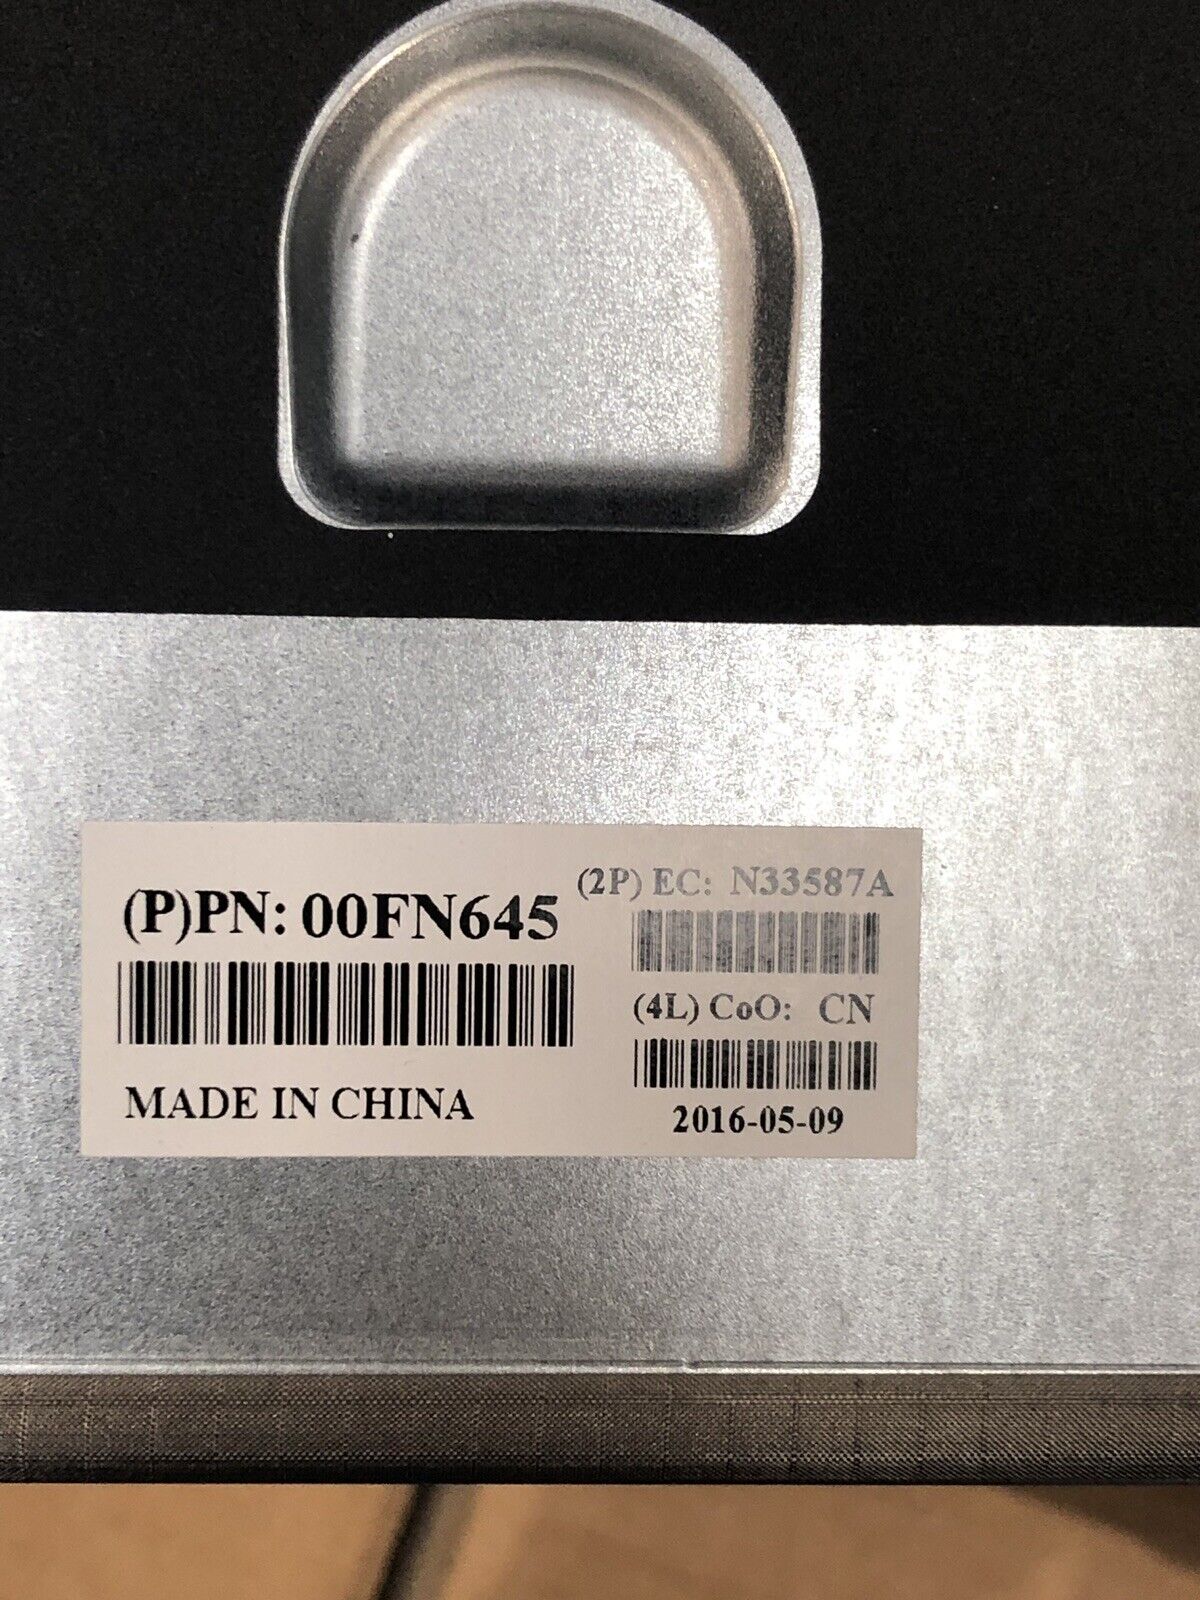 (P)PN: 00FN645
MADE IN CHINA
(2P) EC: N33587A
(4L) CoO: CN
2016-05-09